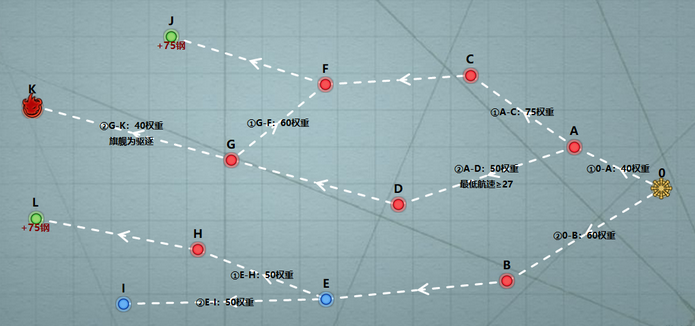 J
+75钢
K
F
C
①A-C：75权重
①G-F：60权重
②G-K：40权重
旗舰为驱逐
G
A
①0-A：40权重
0
②A-D：50权重
最低航速≥27
D
L
+75钢
②0-B：60权重
H
①E-H：50权重
B
I
②E-I：50权重
E